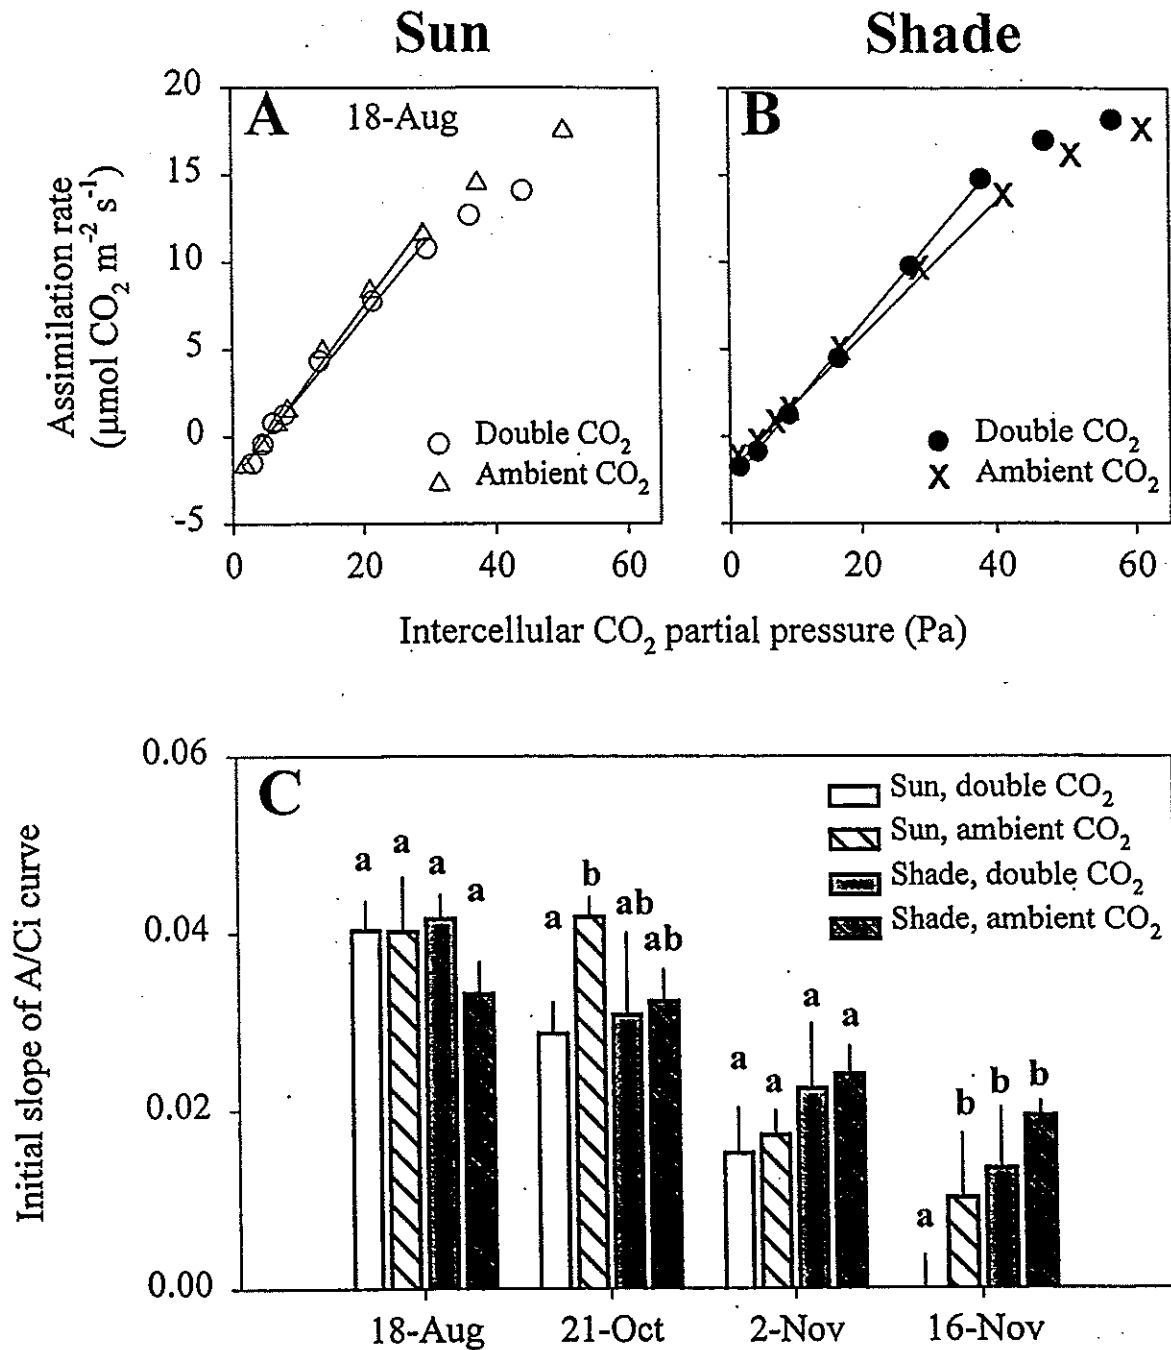 Sun
Shade
A
18-Aug
B
20
15
10
5
0
-5
Assimilation rate
(µmol CO₂ m⁻² s⁻¹)
Double CO₂
Ambient CO₂
Double CO₂
Ambient CO₂
0 20 40 60
0 20 40 60
Intercellular CO₂ partial pressure (Pa)
C
0.06
0.04
0.02
0.00
Initial slope of A/Ci curve
Sun, double CO₂
Sun, ambient CO₂
Shade, double CO₂
Shade, ambient CO₂
a a a a
a b ab ab
a a a a
a b b b
18-Aug 21-Oct 2-Nov 16-Nov